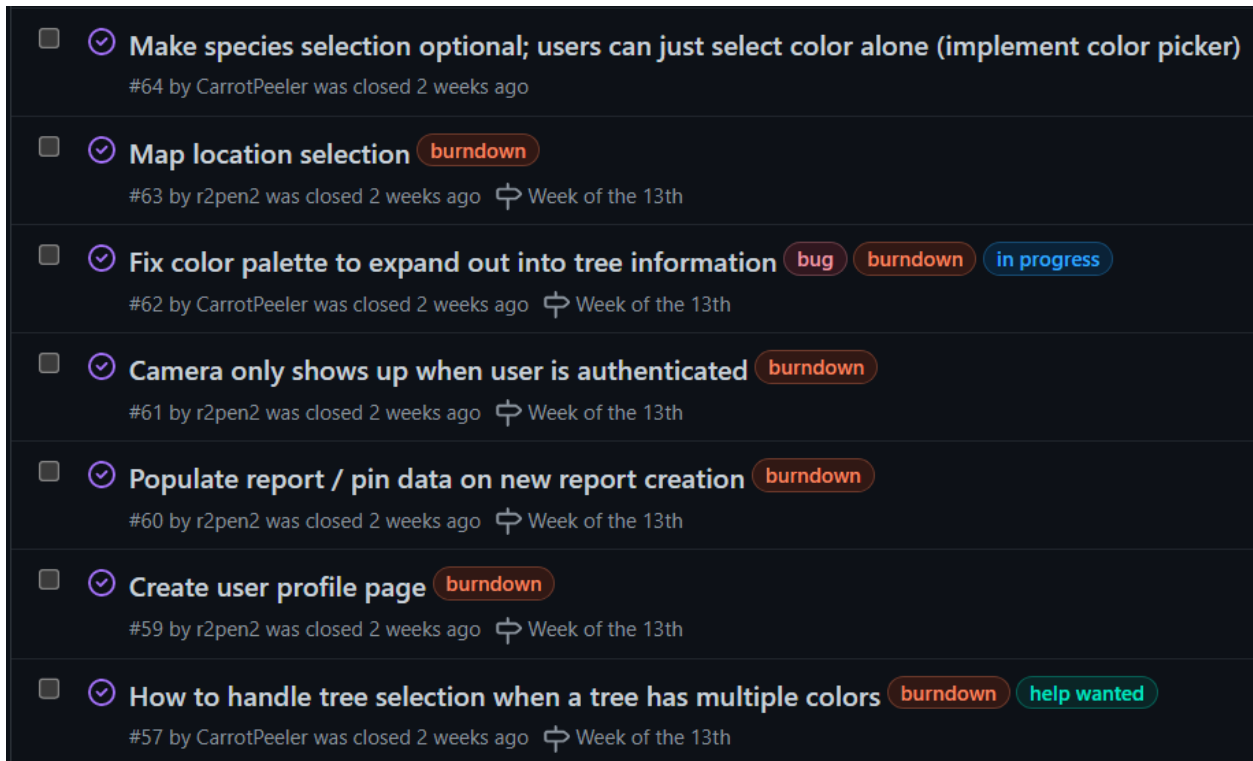 Make species selection optional; users can just select color alone (implement color picker)
#64 by CarrotPeeler was closed 2 weeks ago
Map location selection burndown
#63 by r2pen2 was closed 2 weeks ago Week of the 13th
Fix color palette to expand out into tree information bug burndown in progress
#62 by CarrotPeeler was closed 2 weeks ago Week of the 13th
Camera only shows up when user is authenticated burndown
#61 by r2pen2 was closed 2 weeks ago Week of the 13th
Populate report / pin data on new report creation burndown
#60 by r2pen2 was closed 2 weeks ago Week of the 13th
Create user profile page burndown
#59 by r2pen2 was closed 2 weeks ago Week of the 13th
How to handle tree selection when a tree has multiple colors burndown help wanted
#57 by CarrotPeeler was closed 2 weeks ago Week of the 13th